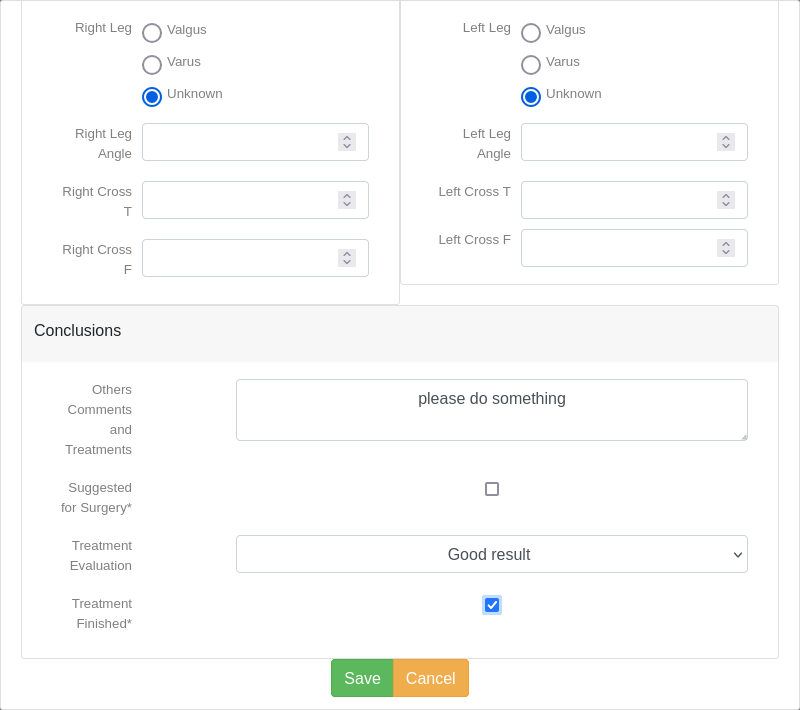 Right Leg
Valgus
Varus
Unknown
Right Leg
Angle
Right Cross
T
Right Cross
F
Left Leg
Valgus
Varus
Unknown
Left Leg
Angle
Left Cross T
Left Cross F
Conclusions
Others
Comments
and
Treatments
please do something
Suggested
for Surgery*
Treatment
Evaluation
Good result
Treatment
Finished*
Save
Cancel